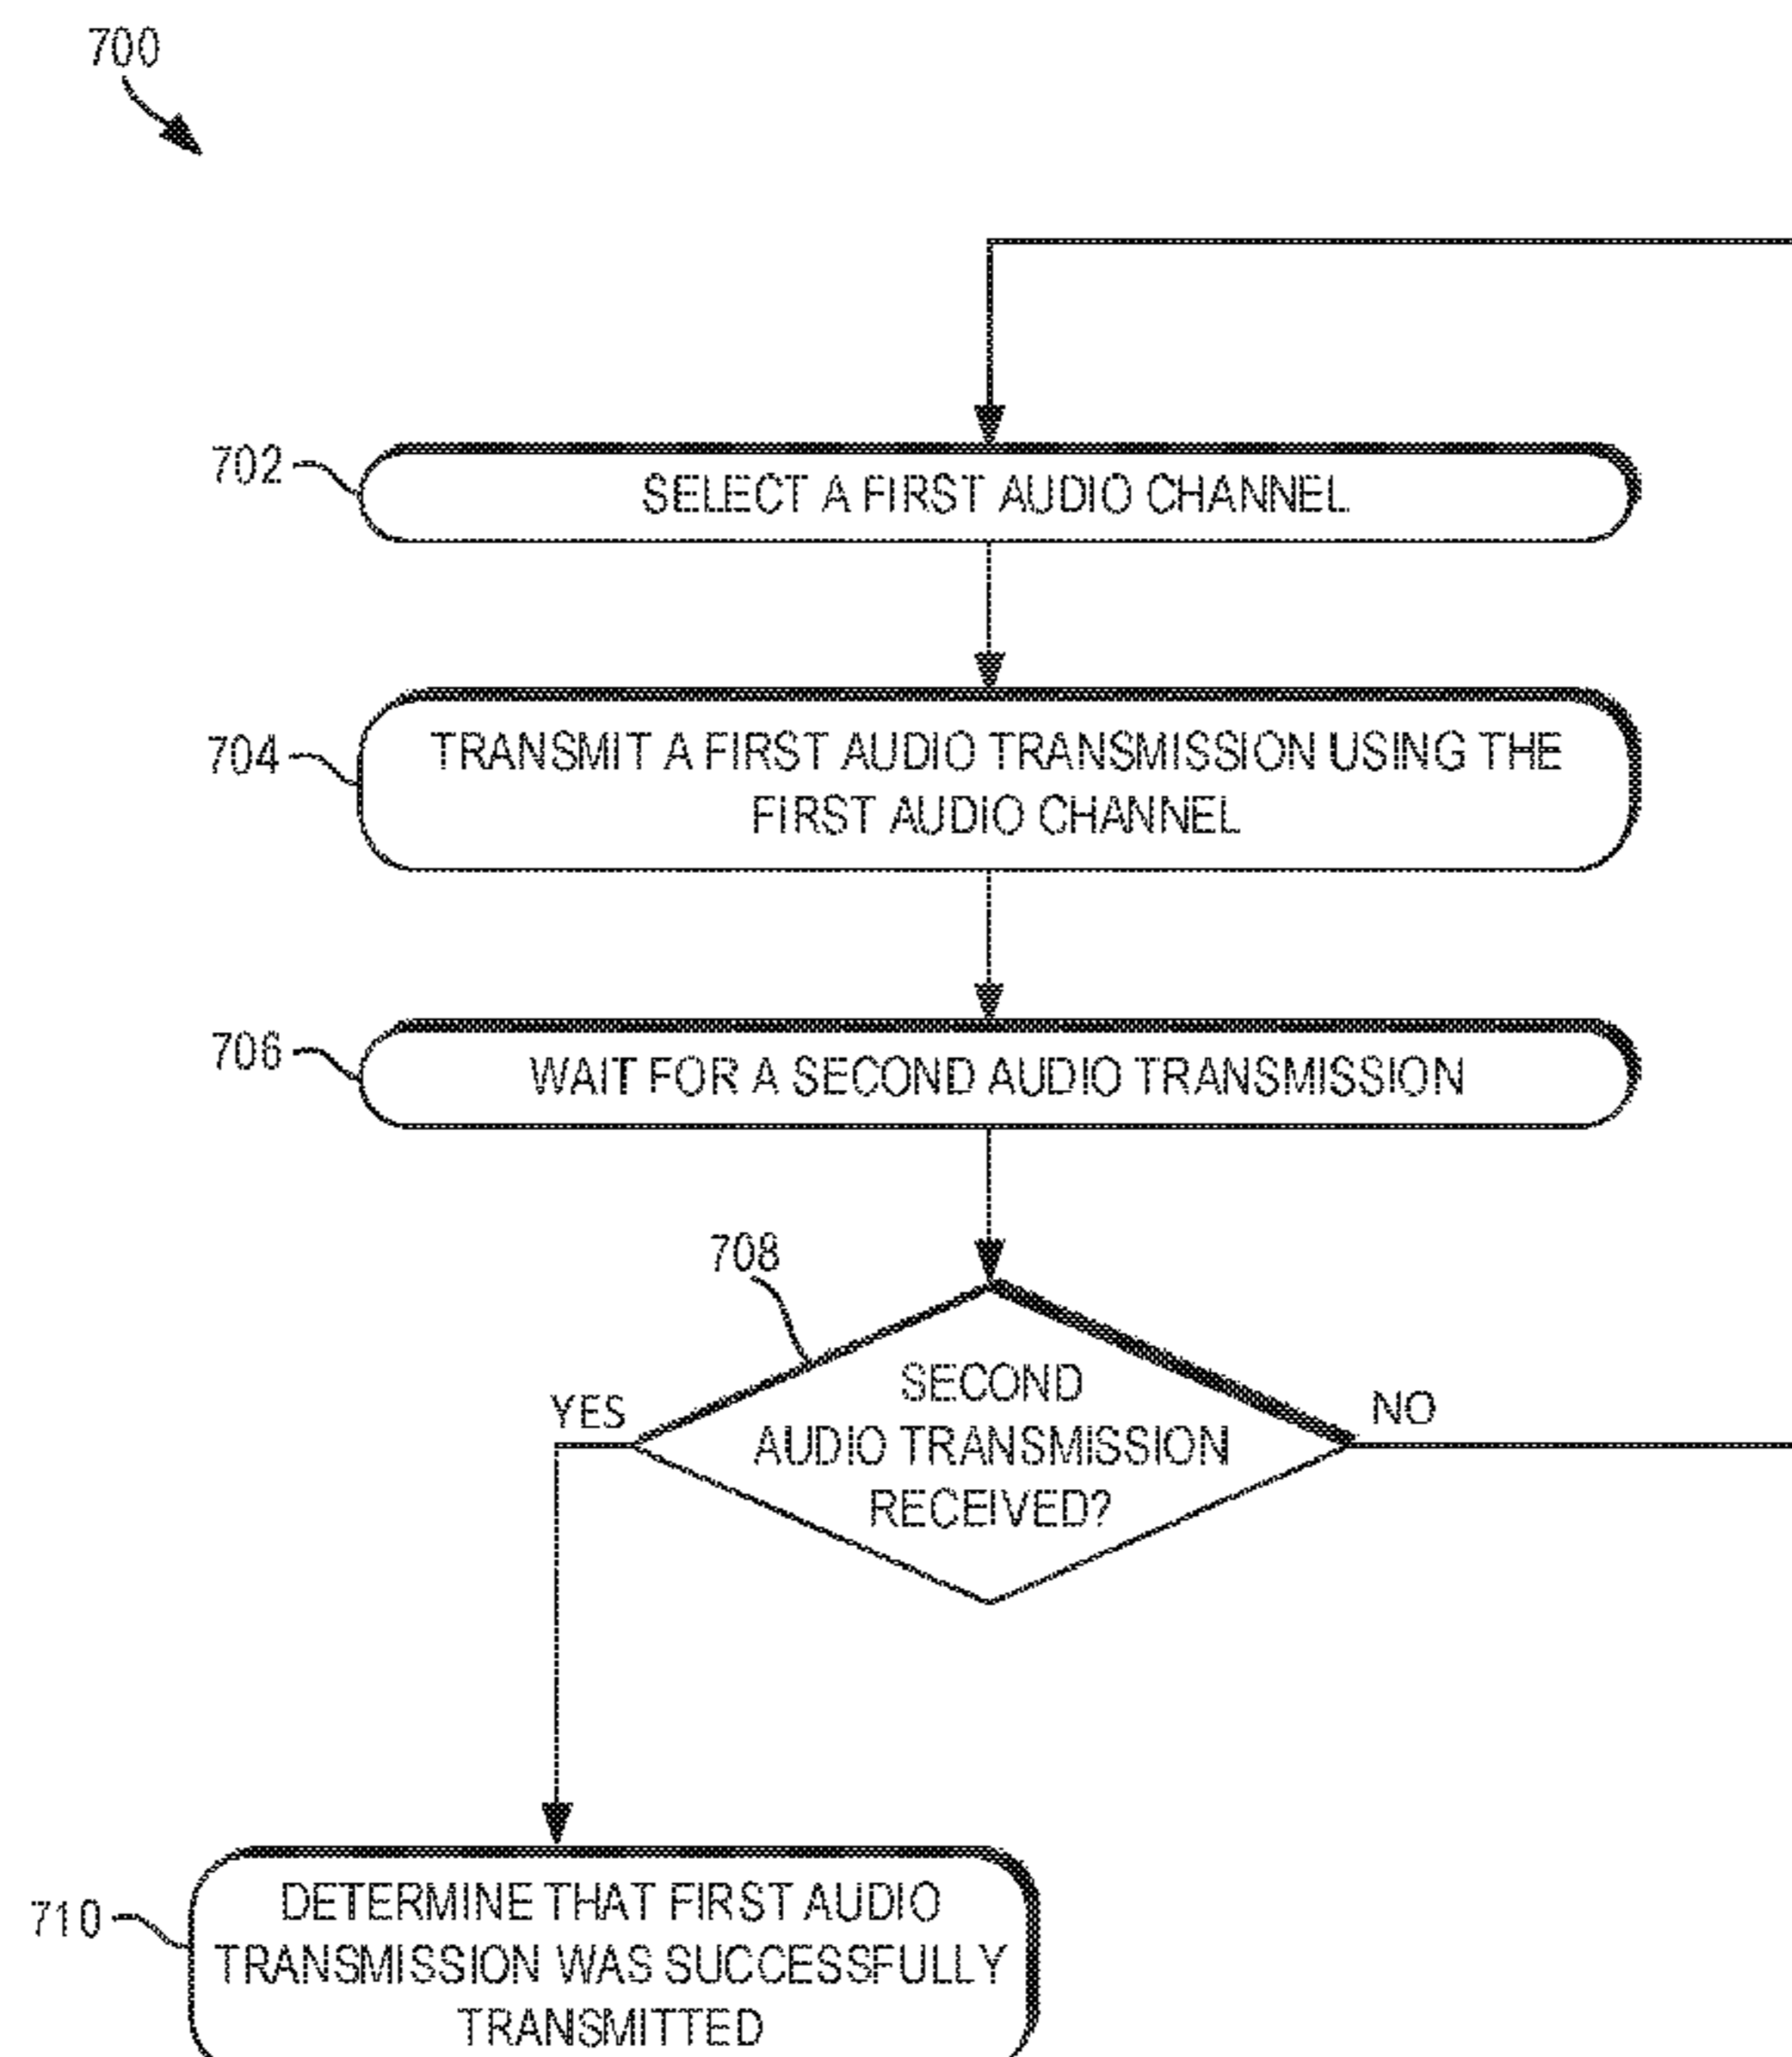 700
702
SELECT A FIRST AUDIO CHANNEL
704
TRANSMIT A FIRST AUDIO TRANSMISSION USING THE
FIRST AUDIO CHANNEL
706
WAIT FOR A SECOND AUDIO TRANSMISSION
708
SECOND
AUDIO TRANSMISSION
RECEIVED?
YES
NO
710
DETERMINE THAT FIRST AUDIO
TRANSMISSION WAS SUCCESSFULLY
TRANSMITTED